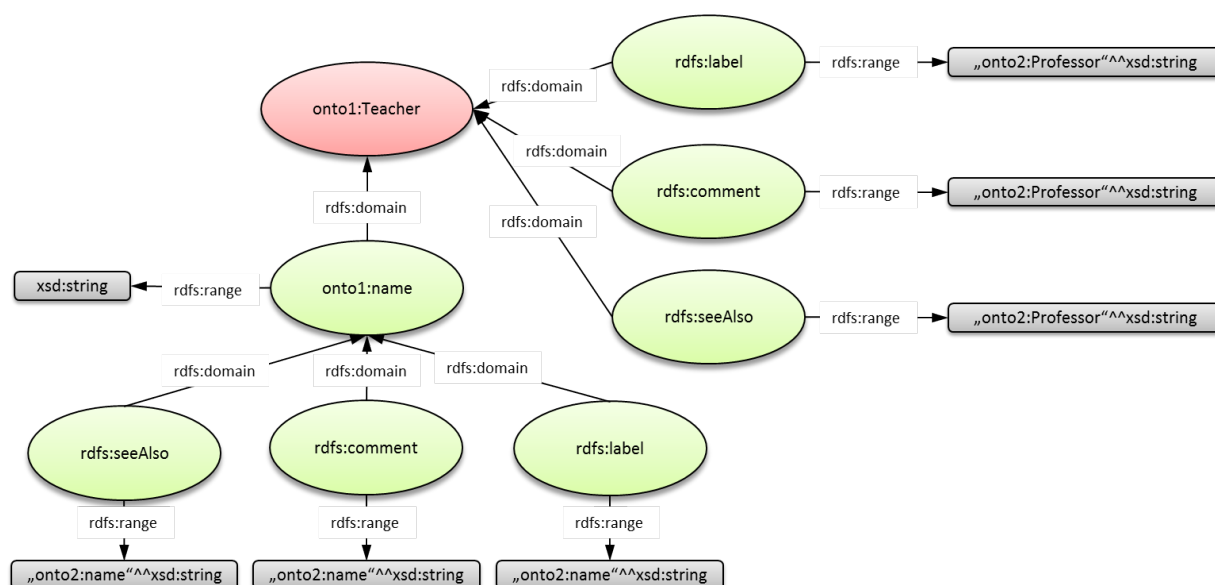 rdfs:label
rdfs:range
„onto2:Professor“^^xsd:string
rdfs:domain
onto1:Teacher
rdfs:domain
rdfs:comment
rdfs:range
„onto2:Professor“^^xsd:string
rdfs:domain
rdfs:domain
xsd:string
rdfs:range
onto1:name
rdfs:seeAlso
rdfs:range
„onto2:Professor“^^xsd:string
rdfs:domain
rdfs:domain
rdfs:domain
rdfs:seeAlso
rdfs:comment
rdfs:label
rdfs:range
rdfs:range
rdfs:range
„onto2:name“^^xsd:string
„onto2:name“^^xsd:string
„onto2:name“^^xsd:string